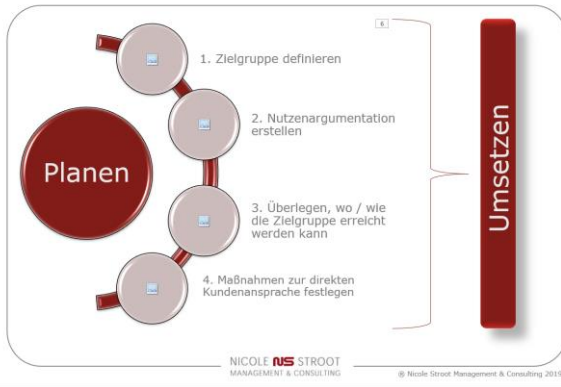 6
Planen
1. Zielgruppe definieren
2. Nutzenargumentation
erstellen
3. Überlegen, wo / wie
die Zielgruppe erreicht
werden kann
4. Maßnahmen zur direkten
Kundenansprache festlegen
Umsetzen
NICOLE NS STROOT
MANAGEMENT & CONSULTING
@ Nicole Stroot Management & Consulting 2019